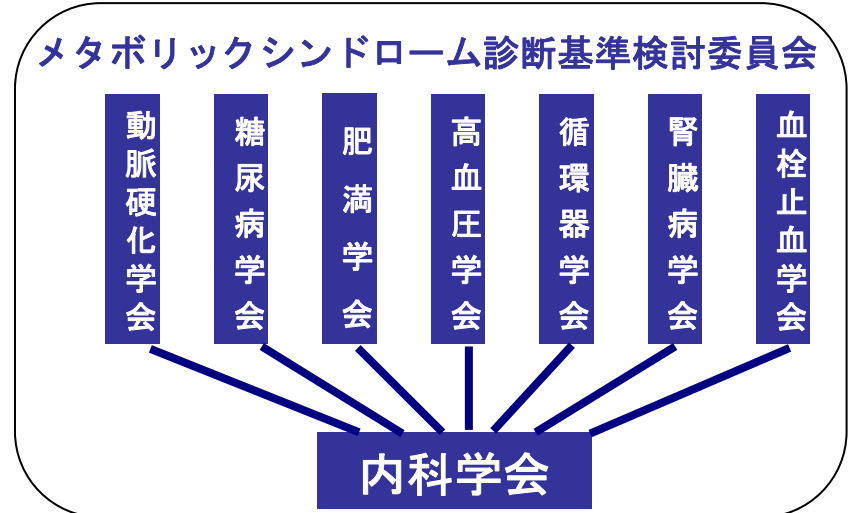 メタボリックシンドローム診断基準検討委員会
動脈硬化学会
糖尿病学会
肥満学会
高血圧学会
循環器学会
腎臓病学会
血栓止血学会
内科学会